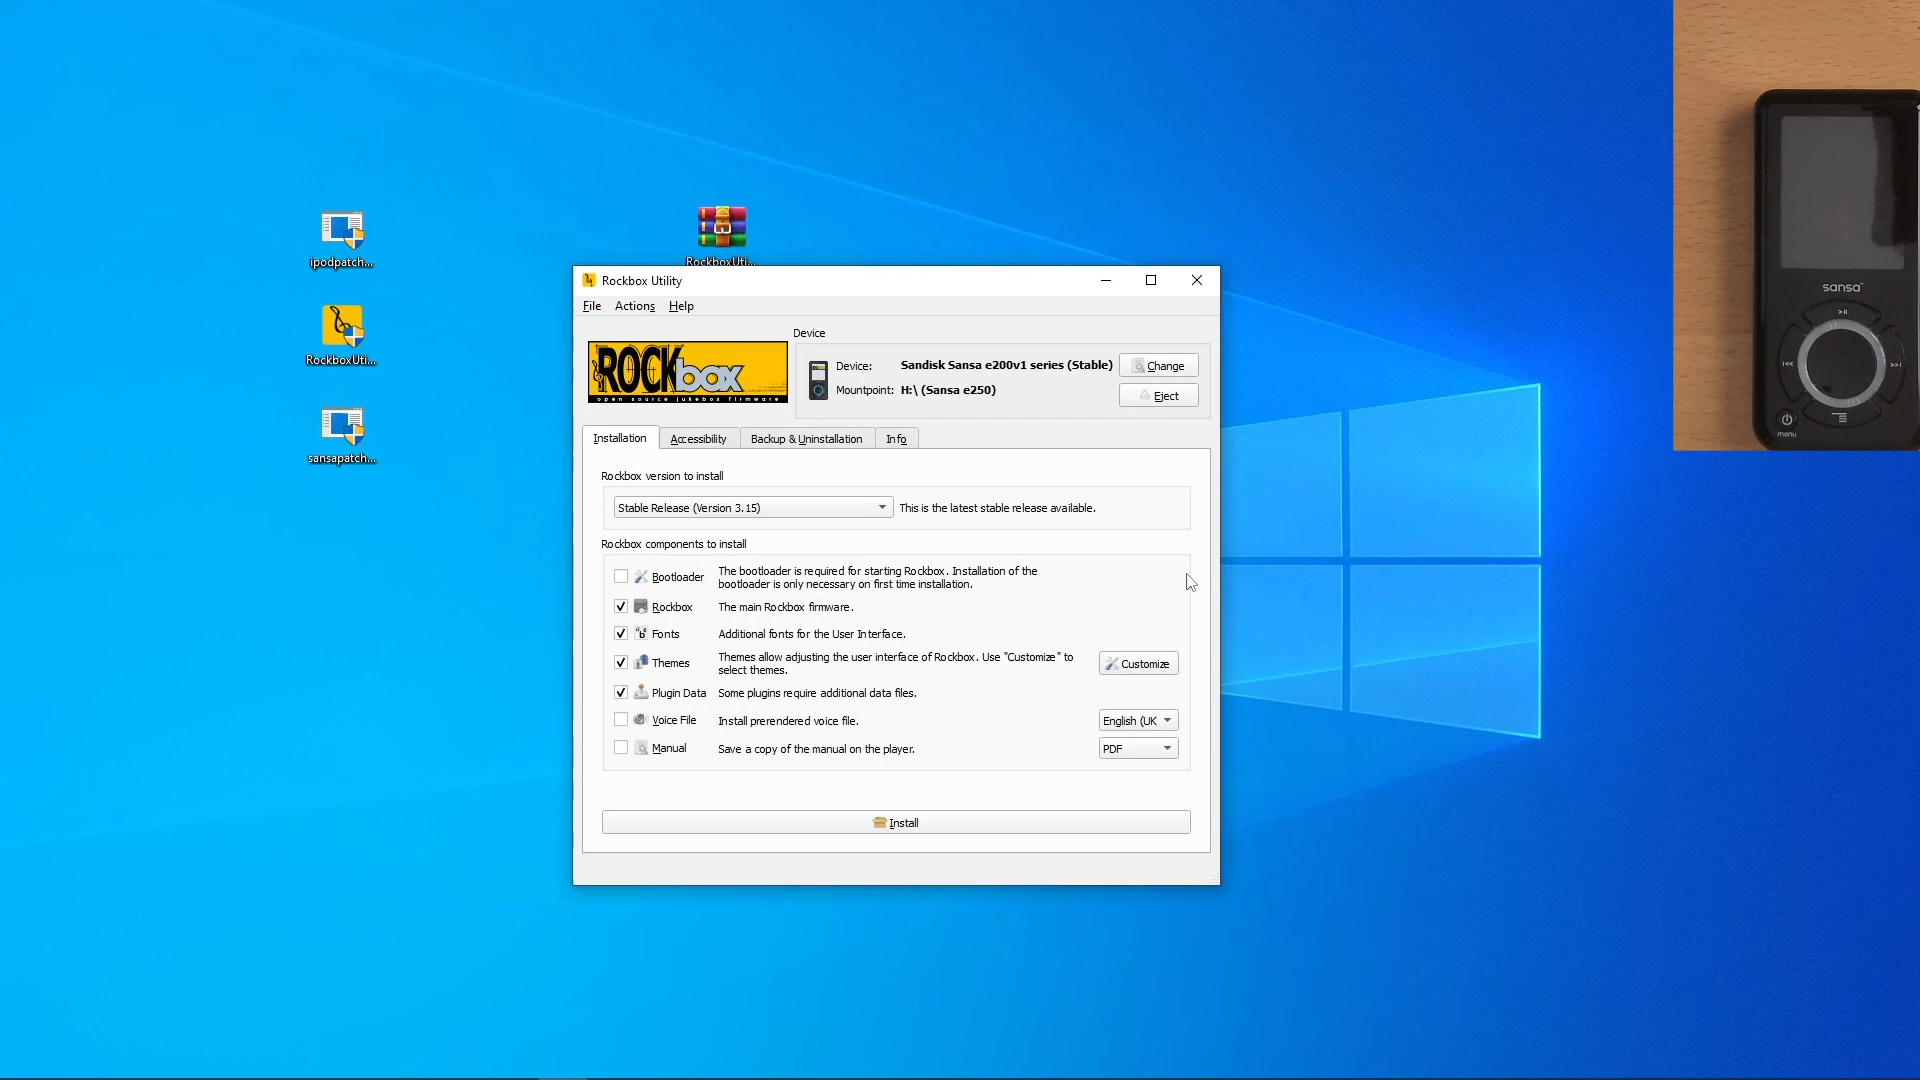 ipodpatch...
RockboxUti...
sansapatch...
RockboxUti...
Rockbox Utility
File Actions Help
ROCKbox
open source jukebox firmware
Device
Device: Sandisk Sansa e200v1 series (Stable) Change
Mountpoint: H:\ (Sansa e250) Eject
Installation Accessibility Backup & Uninstallation Info
Rockbox version to install
Stable Release (Version 3.15) This is the latest stable release available.
Rockbox components to install
Bootloader The bootloader is required for starting Rockbox. Installation of the
bootloader is only necessary on first time installation.
Rockbox The main Rockbox firmware.
Fonts Additional fonts for the User Interface.
Themes Themes allow adjusting the user interface of Rockbox. Use "Customize" to
select themes. Customize
Plugin Data Some plugins require additional data files.
Voice File Install prerendered voice file. English (UK
Manual Save a copy of the manual on the player. PDF
Install
sansa™
menu